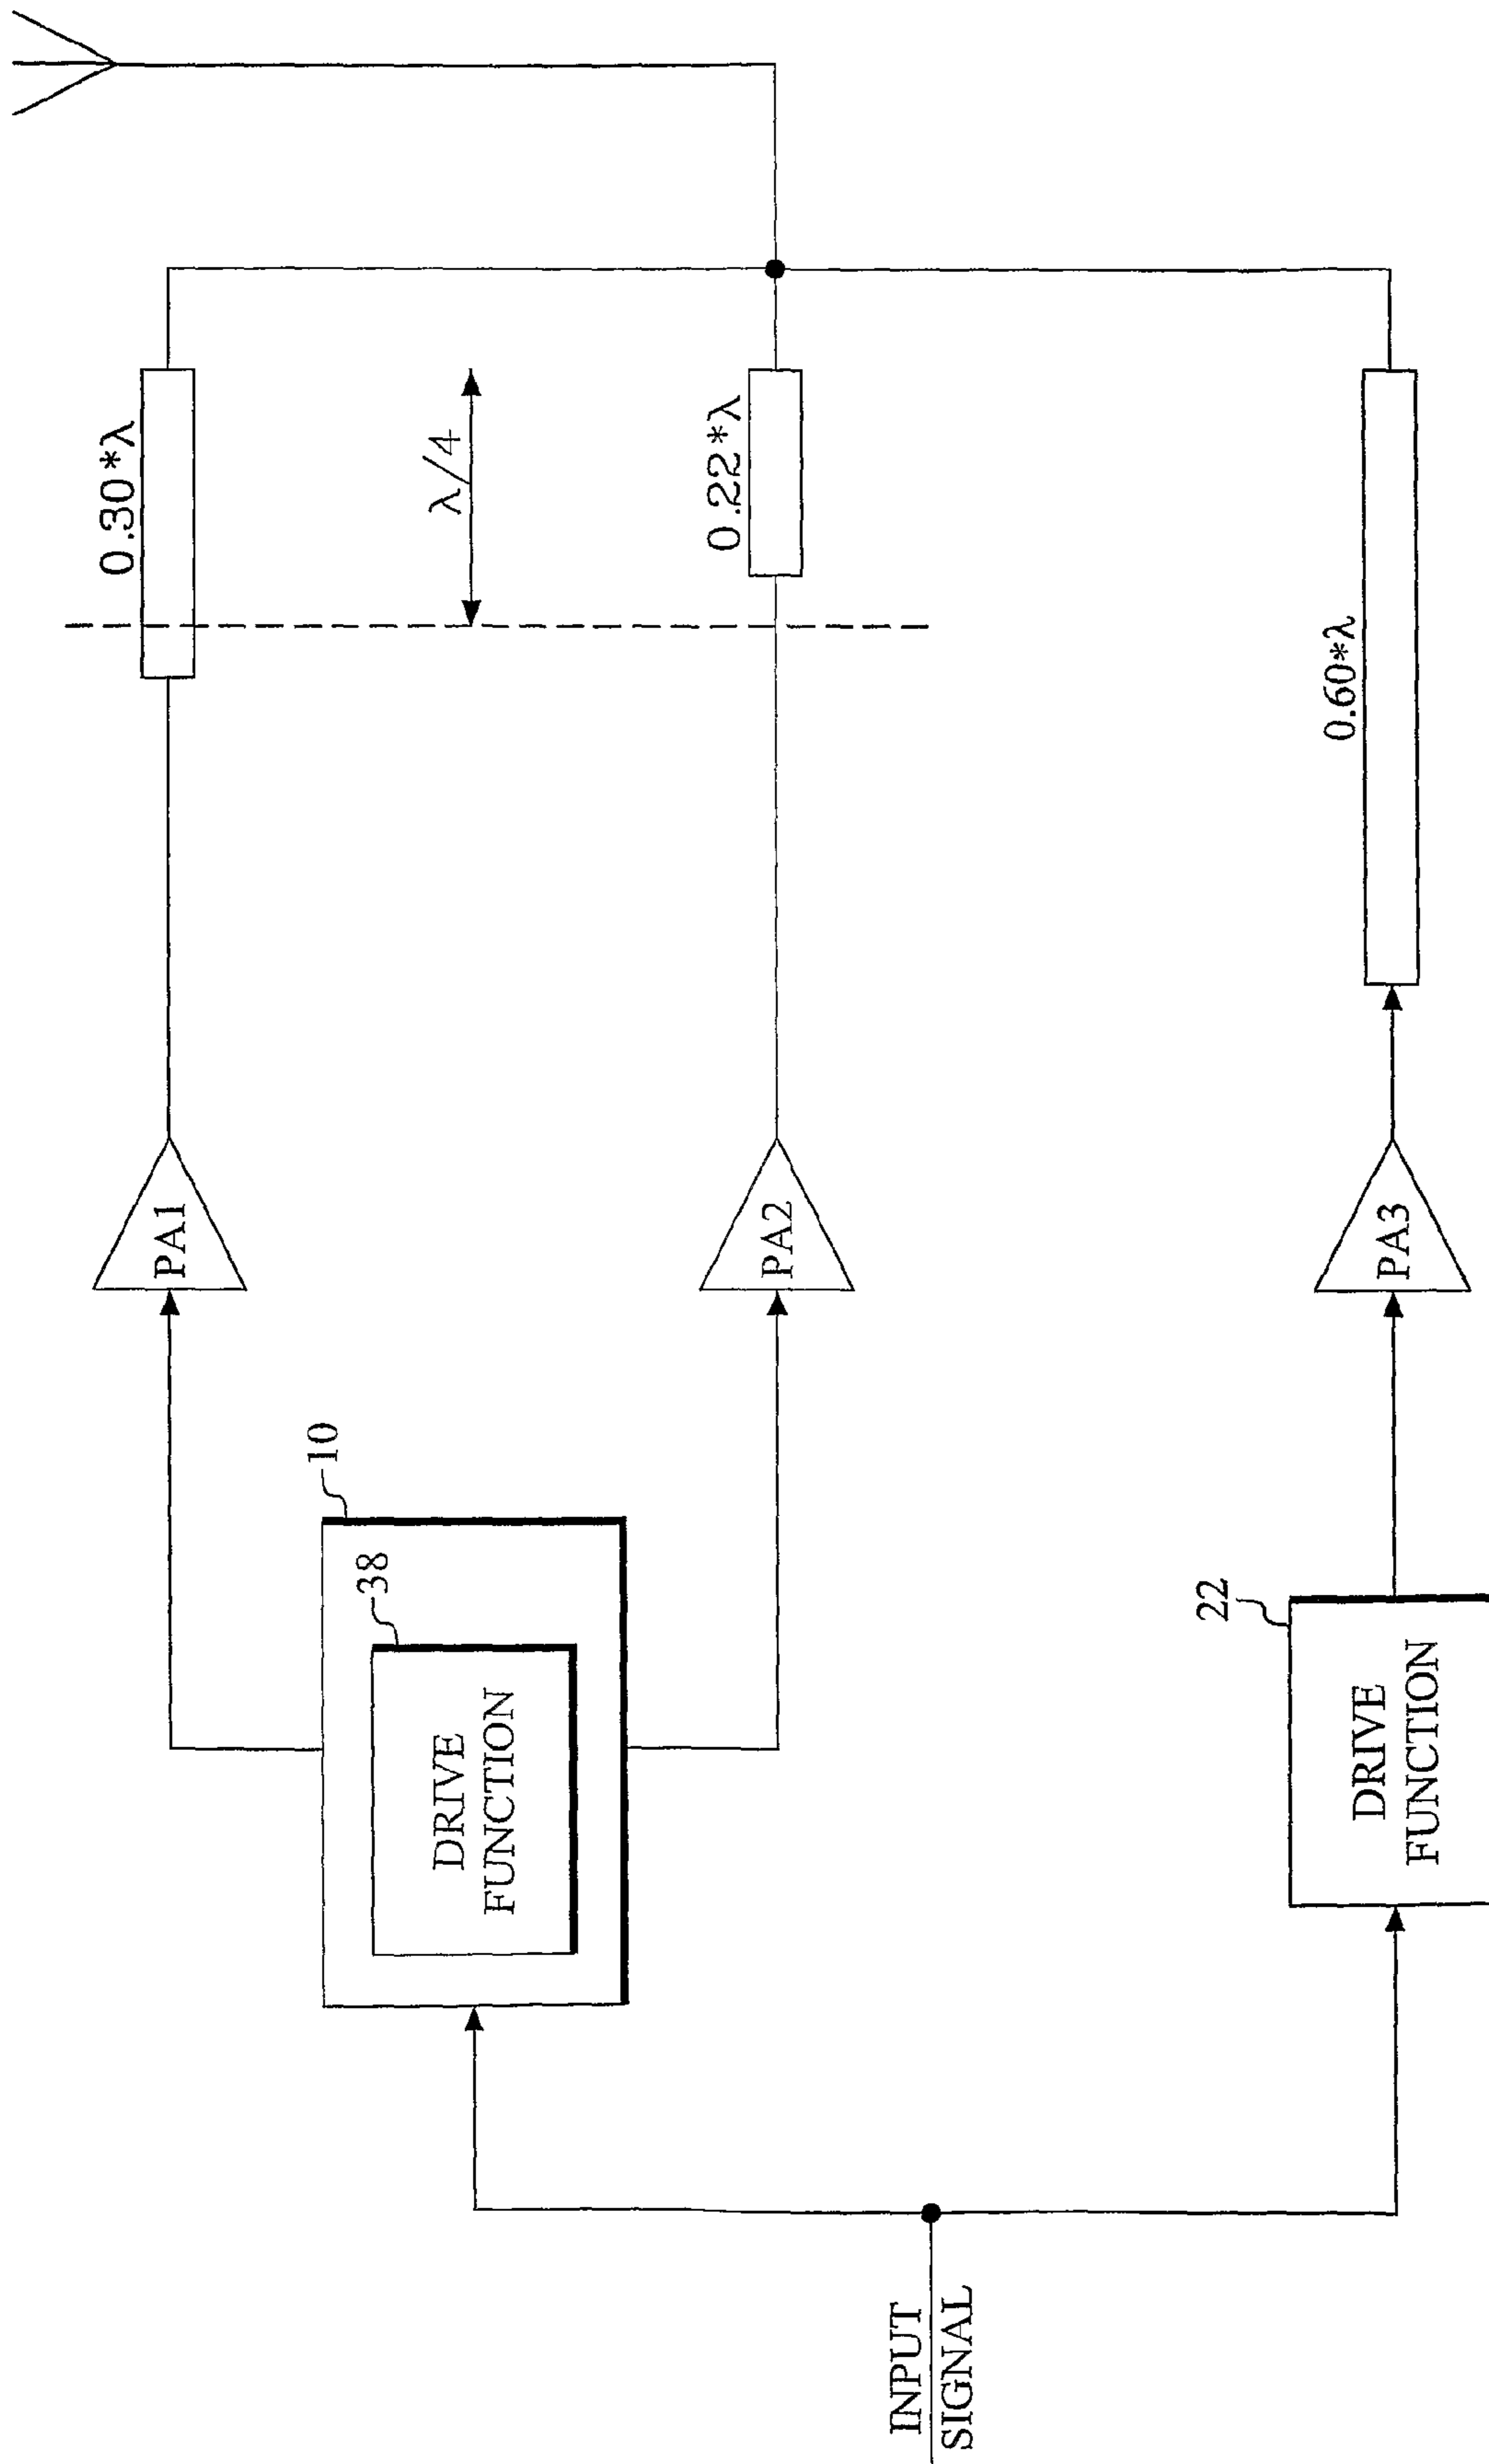 INPUT
SIGNAL
DRIVE
FUNCTION
38
10
PA1
0.30*λ
λ/4
PA2
0.22*λ
DRIVE
FUNCTION
22
PA3
0.60*λ